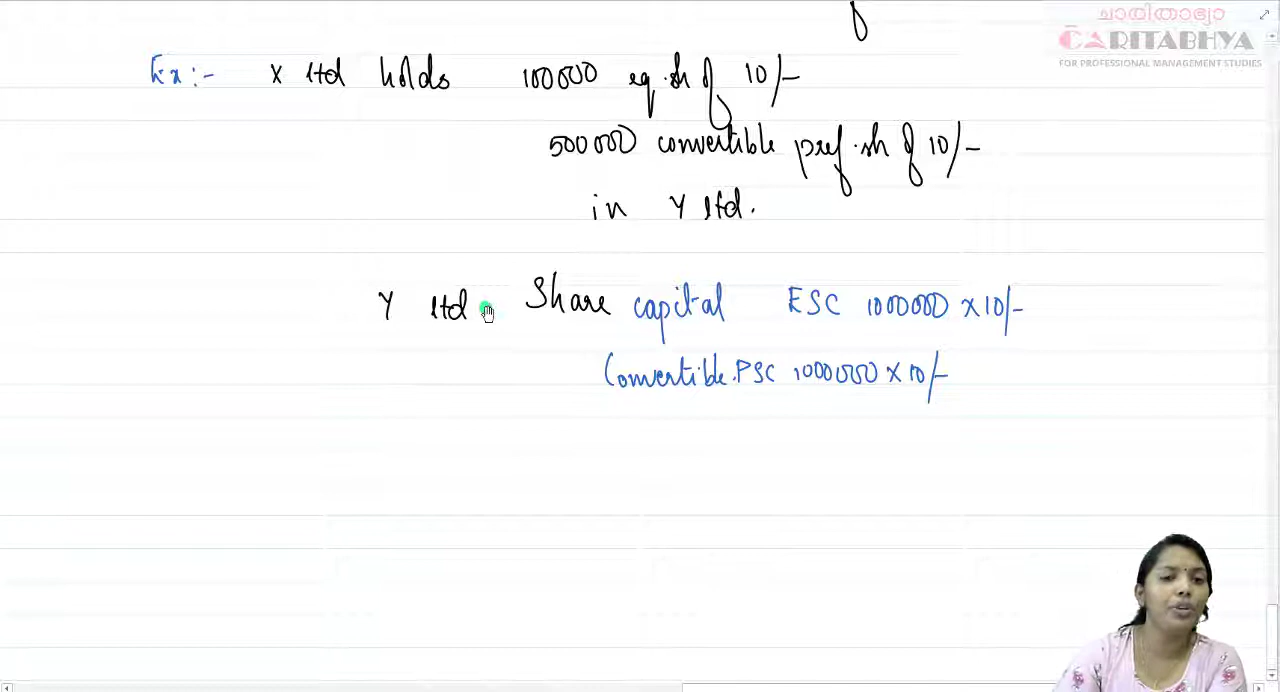 ചാരിതാഭ്യാ
CARITABHYA
FOR PROFESSIONAL MANAGEMENT STUDIES
Ex:- X ltd holds 100000 eq.sh of 10/-
500000 convertible pref.sh of 10/-
in Y ltd.
Y ltd. Share capital ESC 1000000 x 10/-
Convertible.PSC 1000000 x 10/-